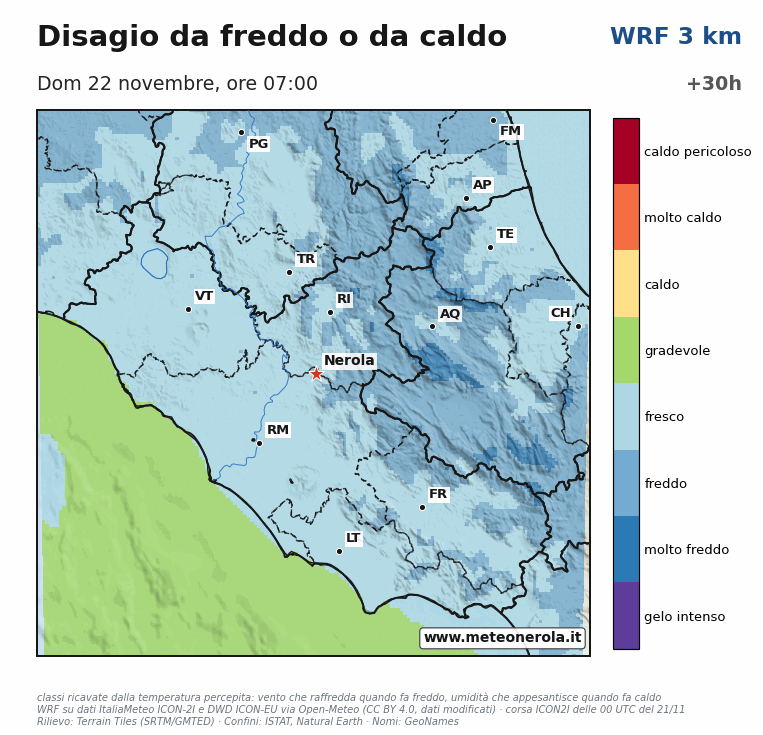 Disagio da freddo o da caldo
WRF 3 km
Dom 22 novembre, ore 07:00
+30h
FM
PG
AP
TE
TR
VT
RI
AQ
CH
Nerola
RM
FR
LT
www.meteonerola.it
caldo pericoloso
molto caldo
caldo
gradevole
fresco
freddo
molto freddo
gelo intenso
classi ricavate dalla temperatura percepita: vento che raffredda quando fa freddo, umidità che appesantisce quando fa caldo
WRF su dati ItaliaMeteo ICON-2I e DWD ICON-EU via Open-Meteo (CC BY 4.0, dati modificati) · corsa ICON2I delle 00 UTC del 21/11
Rilievo: Terrain Tiles (SRTM/GMTED) · Confini: ISTAT, Natural Earth · Nomi: GeoNames